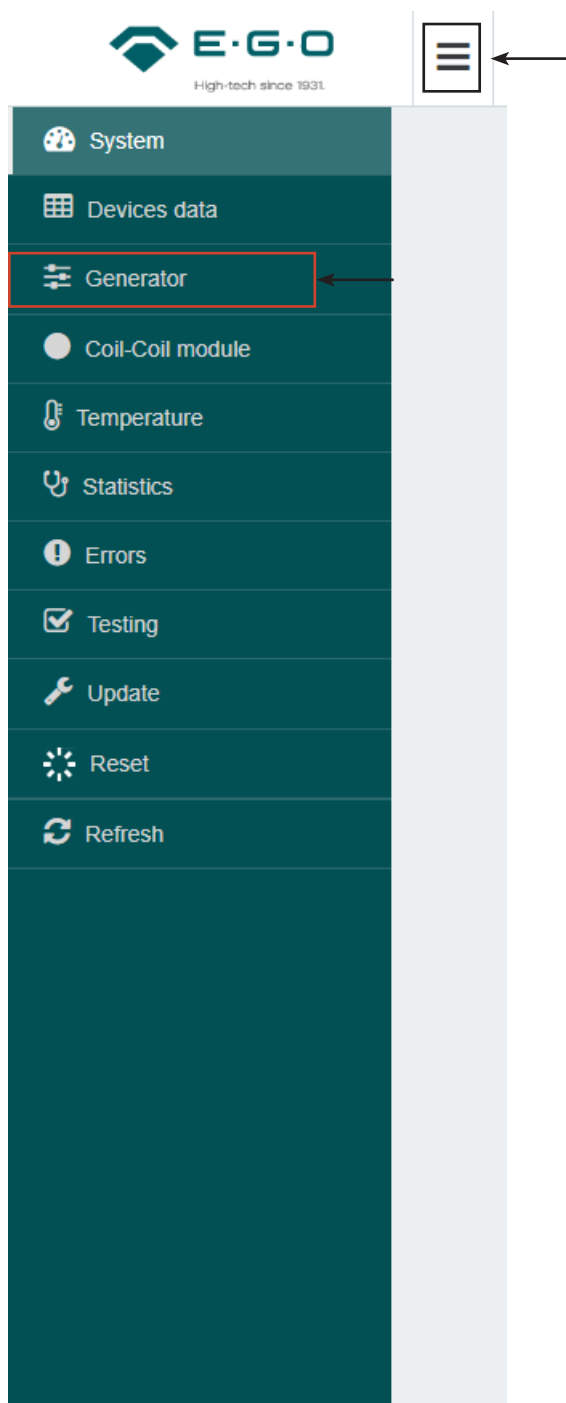 E·G·O
High-tech since 1931.
System
Devices data
Generator
Coil-Coil module
Temperature
Statistics
Errors
Testing
Update
Reset
Refresh